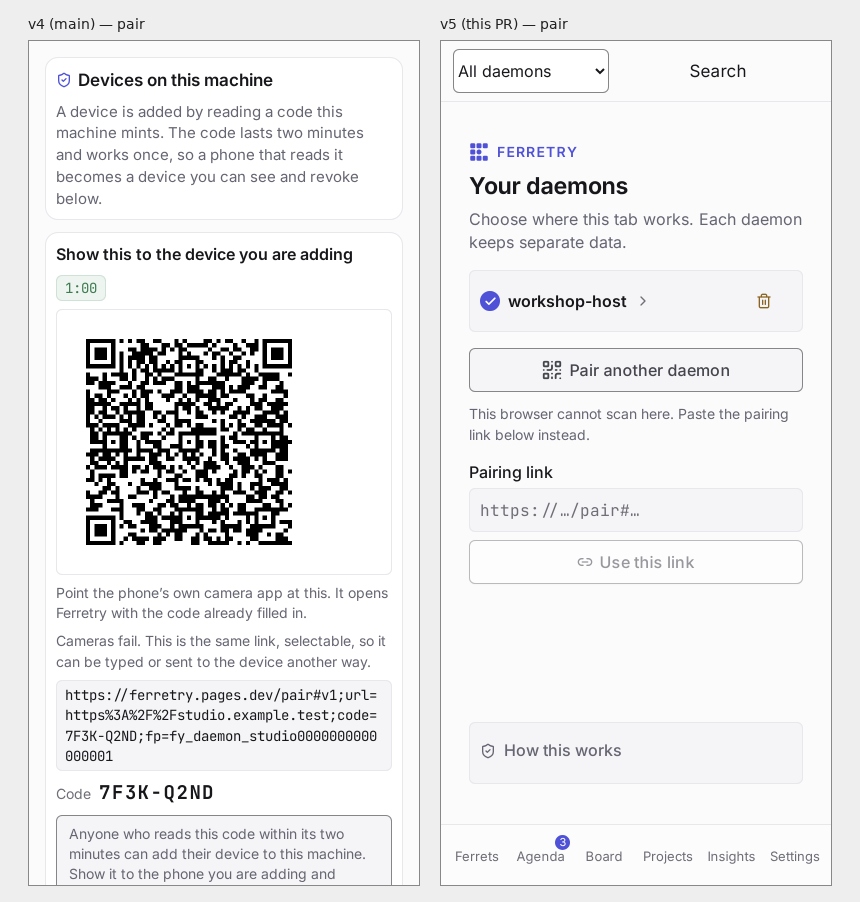 v4 (main) — pair
Devices on this machine
A device is added by reading a code this
machine mints. The code lasts two minutes
and works once, so a phone that reads it
becomes a device you can see and revoke
below.
Show this to the device you are adding
1:00
Point the phone’s own camera app at this. It opens
Ferretry with the code already filled in.
Cameras fail. This is the same link, selectable, so it
can be typed or sent to the device another way.
https://ferretry.pages.dev/pair#v1;url=
https%3A%2F%2Fstudio.example.test;code=
7F3K-Q2ND;fp=fy_daemon_studio0000000000
000001
Code 7F3K-Q2ND
Anyone who reads this code within its two
minutes can add their device to this machine.
Show it to the phone you are adding and
v5 (this PR) — pair
All daemons
Search
FERRETRY
Your daemons
Choose where this tab works. Each daemon
keeps separate data.
workshop-host
Pair another daemon
This browser cannot scan here. Paste the pairing
link below instead.
Pairing link
https://…/pair#…
Use this link
How this works
3
Ferrets Agenda Board Projects Insights Settings